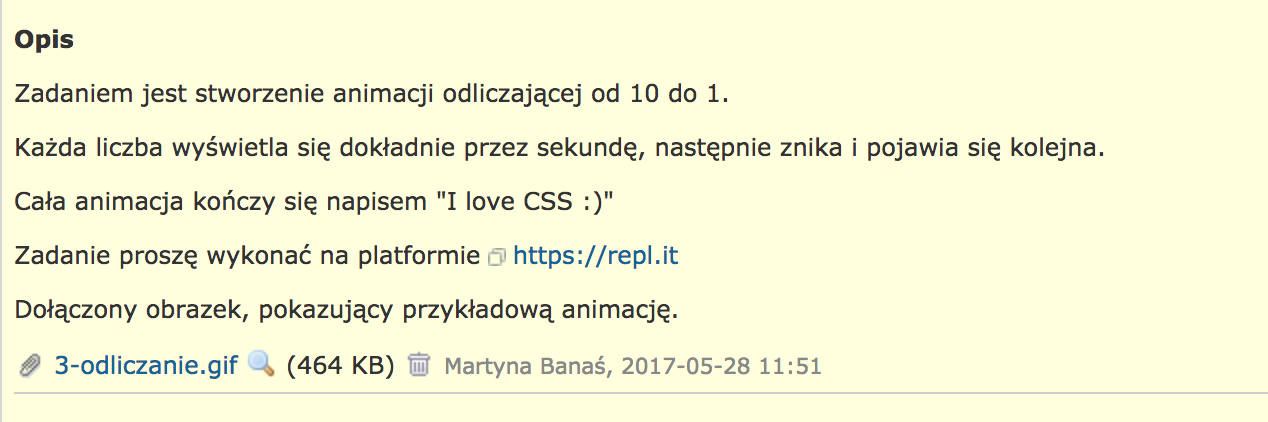 Opis
Zadaniem jest stworzenie animacji odliczającej od 10 do 1.
Każda liczba wyświetla się dokładnie przez sekundę, następnie znika i pojawia się kolejna.
Cała animacja kończy się napisem "I love CSS :)"
Zadanie proszę wykonać na platformie https://repl.it
Dołączony obrazek, pokazujący przykładową animację.
3-odliczanie.gif (464 KB) Martyna Banaś, 2017-05-28 11:51